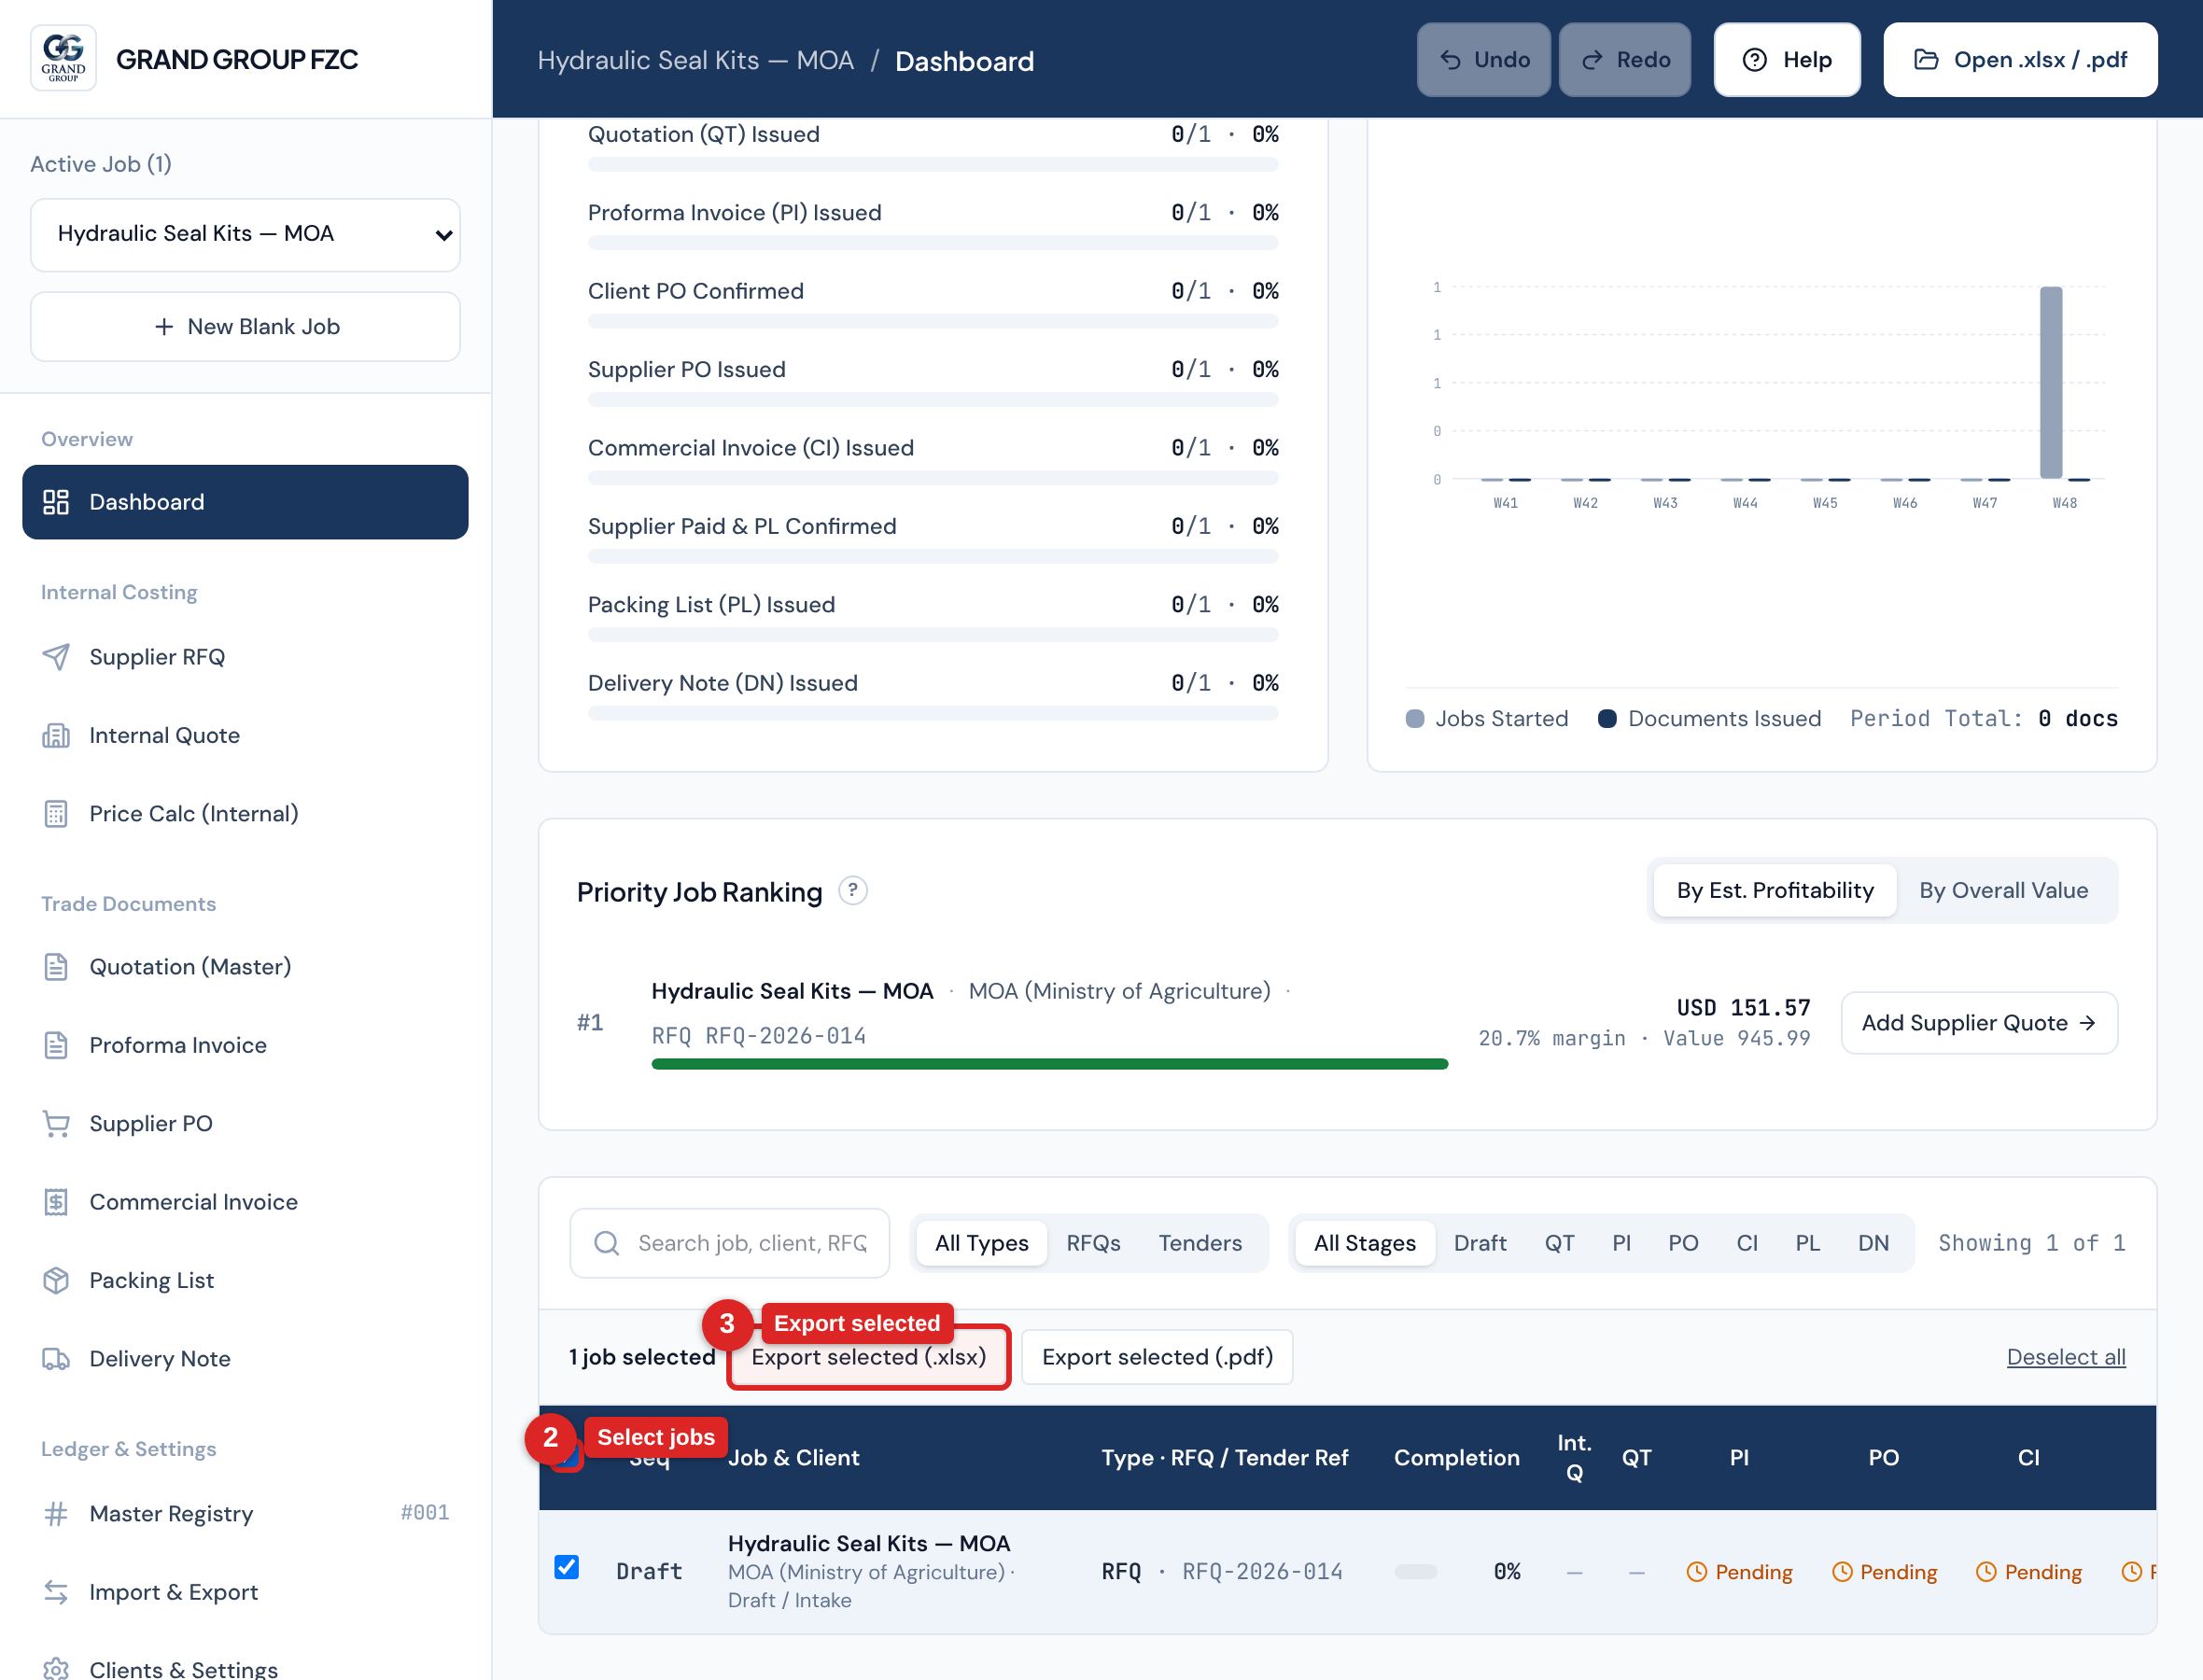 GRAND GROUP
GRAND GROUP FZC
Hydraulic Seal Kits — MOA / Dashboard
Undo
Redo
Help
Open .xlsx / .pdf
Active Job (1)
Hydraulic Seal Kits — MOA
+ New Blank Job
Overview
Dashboard
Internal Costing
Supplier RFQ
Internal Quote
Price Calc (Internal)
Trade Documents
Quotation (Master)
Proforma Invoice
Supplier PO
Commercial Invoice
Packing List
Delivery Note
Ledger & Settings
Master Registry #001
Import & Export
Clients & Settings
Quotation (QT) Issued 0/1 · 0%
Proforma Invoice (PI) Issued 0/1 · 0%
Client PO Confirmed 0/1 · 0%
Supplier PO Issued 0/1 · 0%
Commercial Invoice (CI) Issued 0/1 · 0%
Supplier Paid & PL Confirmed 0/1 · 0%
Packing List (PL) Issued 0/1 · 0%
Delivery Note (DN) Issued 0/1 · 0%
1
1
1
0
0
W41 W42 W43 W44 W45 W46 W47 W48
Jobs Started Documents Issued Period Total: 0 docs
Priority Job Ranking ?
By Est. Profitability By Overall Value
#1
Hydraulic Seal Kits — MOA · MOA (Ministry of Agriculture) ·
RFQ RFQ-2026-014
USD 151.57
20.7% margin · Value 945.99
Add Supplier Quote →
Search job, client, RFQ
All Types RFQs Tenders
All Stages Draft QT PI PO CI PL DN
Showing 1 of 1
3 Export selected
1 job selected Export selected (.xlsx) Export selected (.pdf) Deselect all
2 Select jobs
Seq Job & Client Type · RFQ / Tender Ref Completion Int. Q QT PI PO CI
Draft
Hydraulic Seal Kits — MOA
MOA (Ministry of Agriculture) ·
Draft / Intake
RFQ · RFQ-2026-014 0% — — Pending Pending Pending